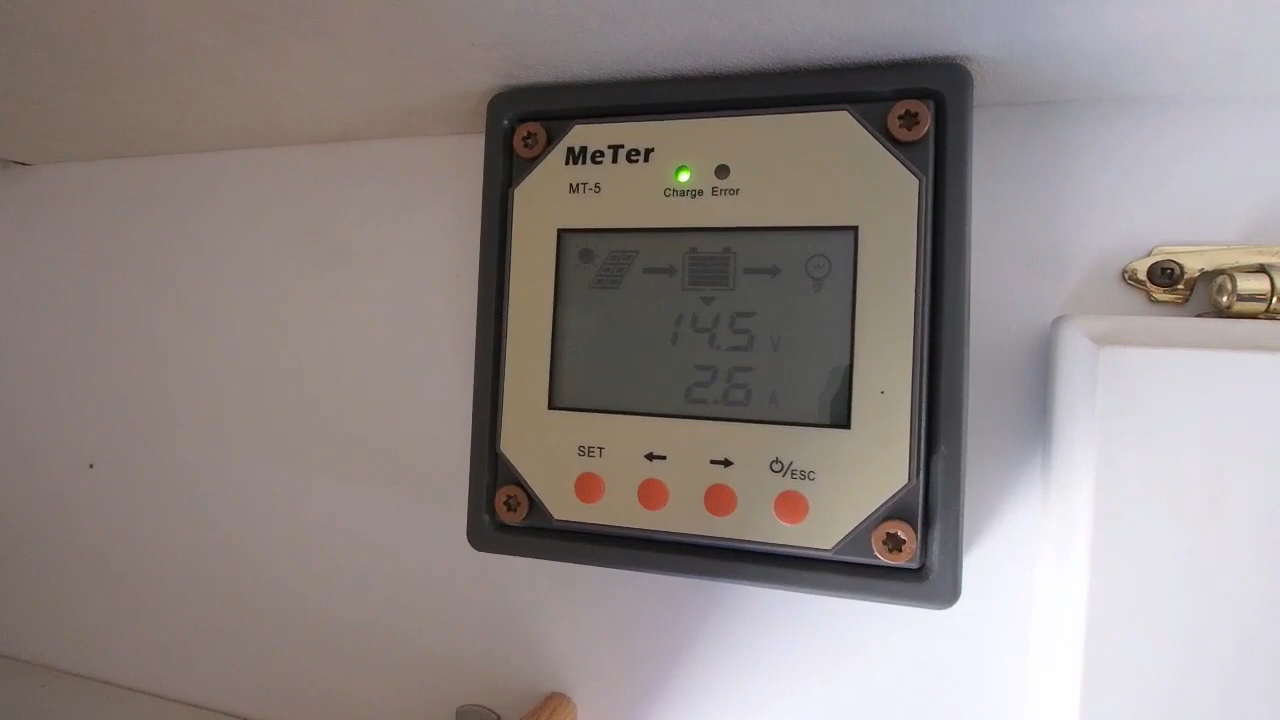 MeTer
MT-5
Charge Error
14.5 V
2.6 A
SET ← → ⏻/ESC